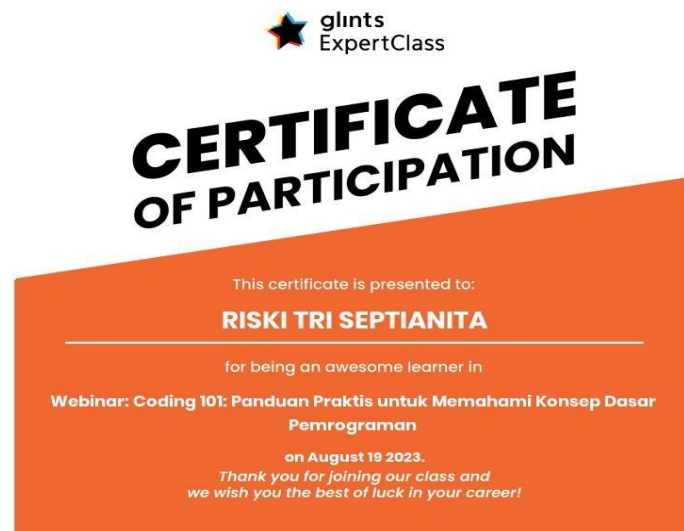 glints
ExpertClass
CERTIFICATE
OF PARTICIPATION
This certificate is presented to:
RISKI TRI SEPTIANITA
for being an awesome learner in
Webinar: Coding 101: Panduan Praktis untuk Memahami Konsep Dasar
Pemrograman
on August 19 2023.
Thank you for joining our class and
we wish you the best of luck in your career!